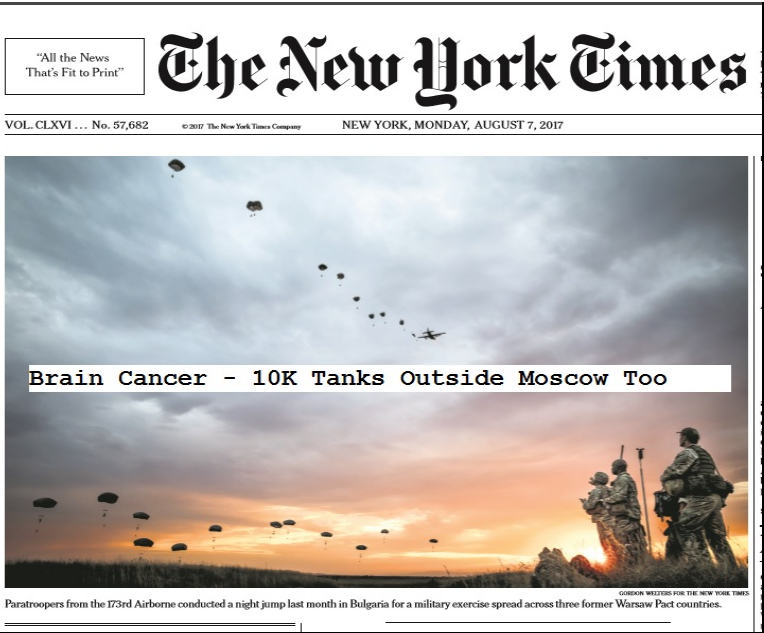 "All the News
That's Fit to Print"
The New York Times
VOL. CLXVI . . . No. 57,682
© 2017 The New York Times Company
NEW YORK, MONDAY, AUGUST 7, 2017
Brain Cancer - 10K Tanks Outside Moscow Too
GORDON WELTERS FOR THE NEW YORK TIMES
Paratroopers from the 173rd Airborne conducted a night jump last month in Bulgaria for a military exercise spread across three former Warsaw Pact countries.